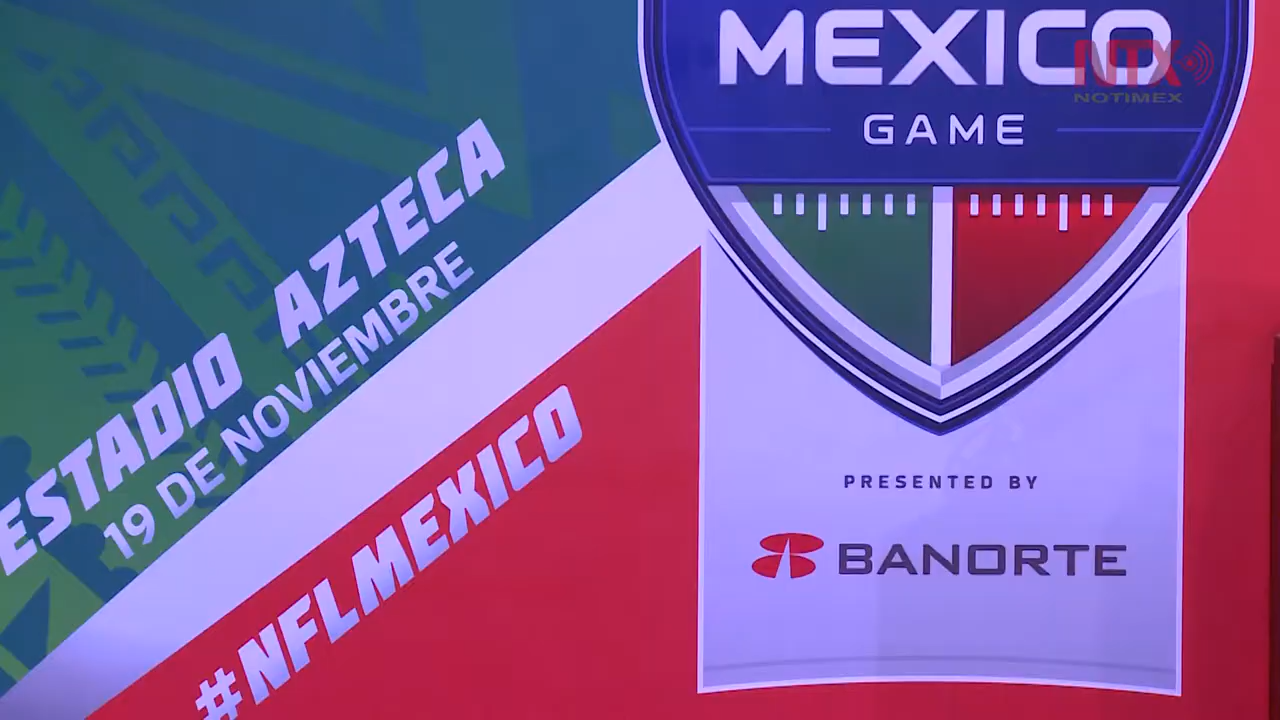 MEXICO
GAME
NTX
NOTIMEX
ESTADIO AZTECA
19 DE NOVIEMBRE
#NFLMEXICO
PRESENTED BY
BANORTE